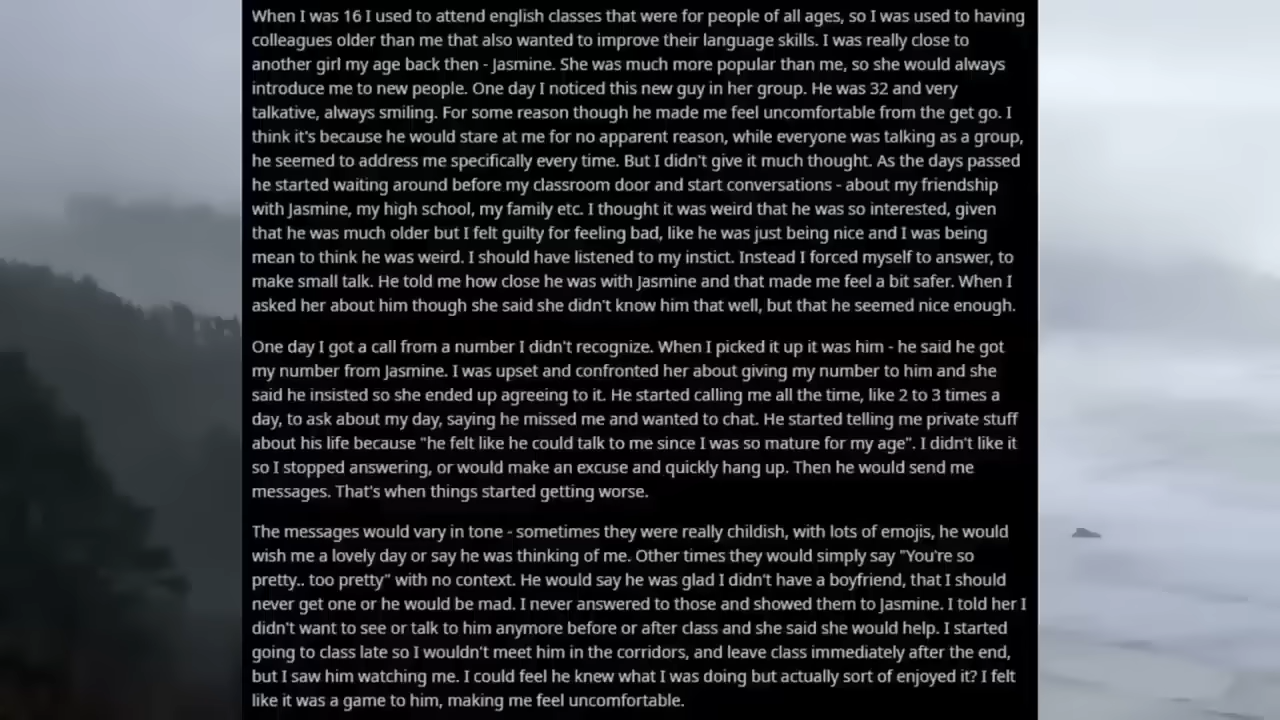 When I was 16 I used to attend english classes that were for people of all ages, so I was used to having
colleagues older than me that also wanted to improve their language skills. I was really close to
another girl my age back then - Jasmine. She was much more popular than me, so she would always
introduce me to new people. One day I noticed this new guy in her group. He was 32 and very
talkative, always smiling. For some reason though he made me feel uncomfortable from the get go. I
think it's because he would stare at me for no apparent reason, while everyone was talking as a group,
he seemed to address me specifically every time. But I didn't give it much thought. As the days passed
he started waiting around before my classroom door and start conversations - about my friendship
with Jasmine, my high school, my family etc. I thought it was weird that he was so interested, given
that he was much older but I felt guilty for feeling bad, like he was just being nice and I was being
mean to think he was weird. I should have listened to my instict. Instead I forced myself to answer, to
make small talk. He told me how close he was with Jasmine and that made me feel a bit safer. When I
asked her about him though she said she didn't know him that well, but that he seemed nice enough.
One day I got a call from a number I didn't recognize. When I picked it up it was him - he said he got
my number from Jasmine. I was upset and confronted her about giving my number to him and she
said he insisted so she ended up agreeing to it. He started calling me all the time, like 2 to 3 times a
day, to ask about my day, saying he missed me and wanted to chat. He started telling me private stuff
about his life because "he felt like he could talk to me since I was so mature for my age". I didn't like it
so I stopped answering, or would make an excuse and quickly hang up. Then he would send me
messages. That's when things started getting worse.
The messages would vary in tone - sometimes they were really childish, with lots of emojis, he would
wish me a lovely day or say he was thinking of me. Other times they would simply say "You're so
pretty.. too pretty" with no context. He would say he was glad I didn't have a boyfriend, that I should
never get one or he would be mad. I never answered to those and showed them to Jasmine. I told her I
didn't want to see or talk to him anymore before or after class and she said she would help. I started
going to class late so I wouldn't meet him in the corridors, and leave class immediately after the end,
but I saw him watching me. I could feel he knew what I was doing but actually sort of enjoyed it? I felt
like it was a game to him, making me feel uncomfortable.